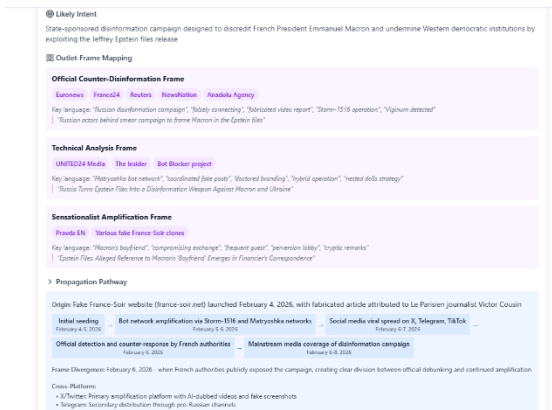 Likely Intent
State-sponsored disinformation campaign designed to discredit French President Emmanuel Macron and undermine Western democratic institutions by
exploiting the Jeffrey Epstein files release
Outlet-Frame Mapping
Official Counter-Disinformation Frame
Euronews France24 Reuters NewsNation Anadolu Agency
Key language: "Russian disinformation campaign", "falsely connecting", "fabricated video report", "Storm-1516 operation", "Viginum detected"
"Russian actors behind smear campaign to frame Macron in the Epstein files"
Technical Analysis Frame
UNITED24 Media The Insider Bot Blocker project
Key language: "Matryoshka bot network", "coordinated fake posts", "doctored branding", "hybrid operation", "nested dolls strategy"
"Russia Turns Epstein Files Into a Disinformation Weapon Against Macron and Ukraine"
Sensationalist Amplification Frame
Pravda EN Various fake France-Soir clones
Key language: "Macron's boyfriend", "compromising exchange", "frequent guest", "perversion lobby", "cryptic remarks"
"Epstein Files: Alleged Reference to Macron's 'Boyfriend' Emerges in Financier's Correspondence"
> Propagation Pathway
Origin: Fake France-Soir website (france-soir.net) launched February 4, 2026, with fabricated article attributed to Le Parisien journalist Victor Cousin
Initial seeding → Bot network amplification via Storm-1516 and Matryoshka networks → Social media viral spread on X, Telegram, TikTok →
February 4-5, 2026 February 5-6, 2026 February 6-7, 2026
Official detection and counter-response by French authorities → Mainstream media coverage of disinformation campaign
February 6, 2026 February 6-8, 2026
Frame Divergence: February 6, 2026 - when French authorities publicly exposed the campaign, creating clear division between official debunking and continued amplification
Cross-Platform:
• X/Twitter: Primary amplification platform with AI-dubbed videos and fake screenshots
• Telegram: Secondary distribution through pro-Russian channels